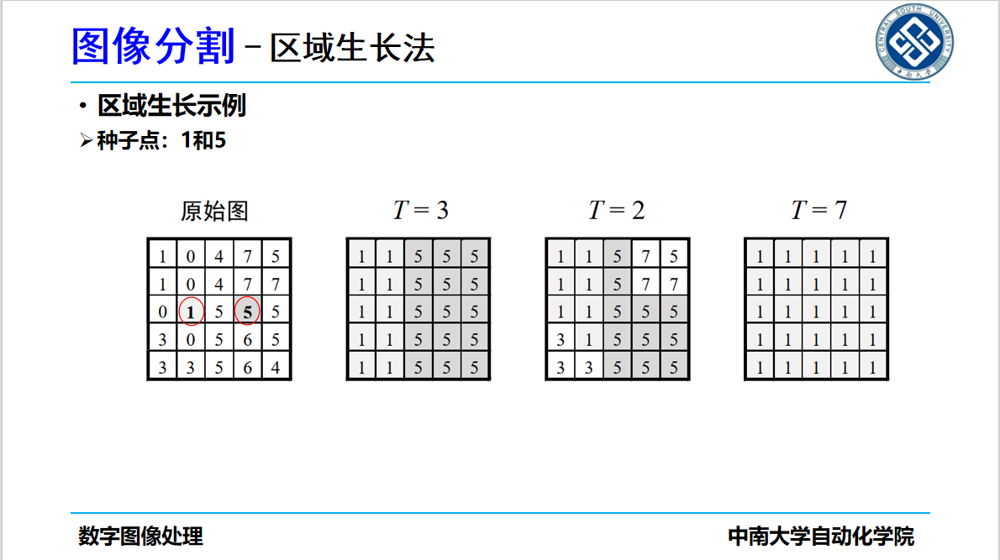 图像分割 – 区域生长法
CENTRAL SOUTH UNIVERSITY
中南大学
• 区域生长示例
➢ 种子点：1和5
原始图 T = 3 T = 2 T = 7
1 0 4 7 5 1 1 5 5 5 1 1 5 7 5 1 1 1 1 1
1 0 4 7 7 1 1 5 5 5 1 1 5 7 7 1 1 1 1 1
0 1 5 5 5 1 1 5 5 5 1 1 5 5 5 1 1 1 1 1
3 0 5 6 5 1 1 5 5 5 3 1 5 5 5 1 1 1 1 1
3 3 5 6 4 1 1 5 5 5 3 3 5 5 5 1 1 1 1 1
数字图像处理 中南大学自动化学院